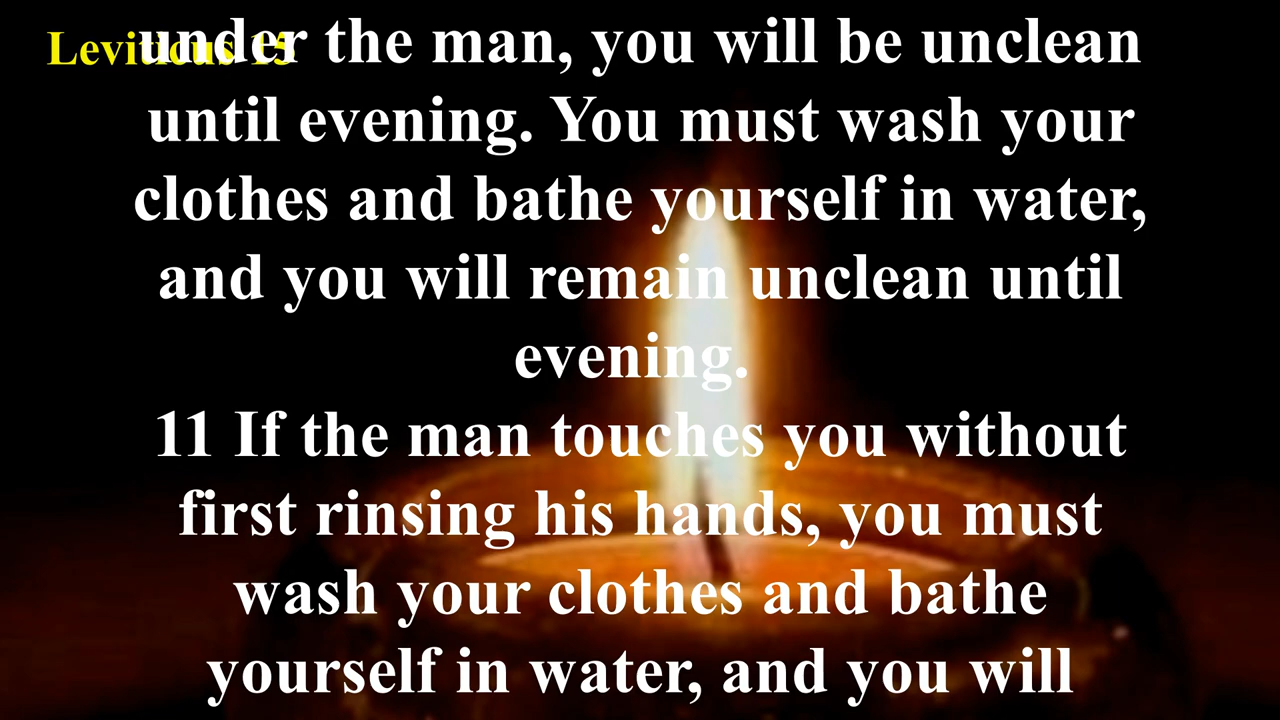 Leviticus 15
under the man, you will be unclean
until evening. You must wash your
clothes and bathe yourself in water,
and you will remain unclean until
evening.
11 If the man touches you without
first rinsing his hands, you must
wash your clothes and bathe
yourself in water, and you will